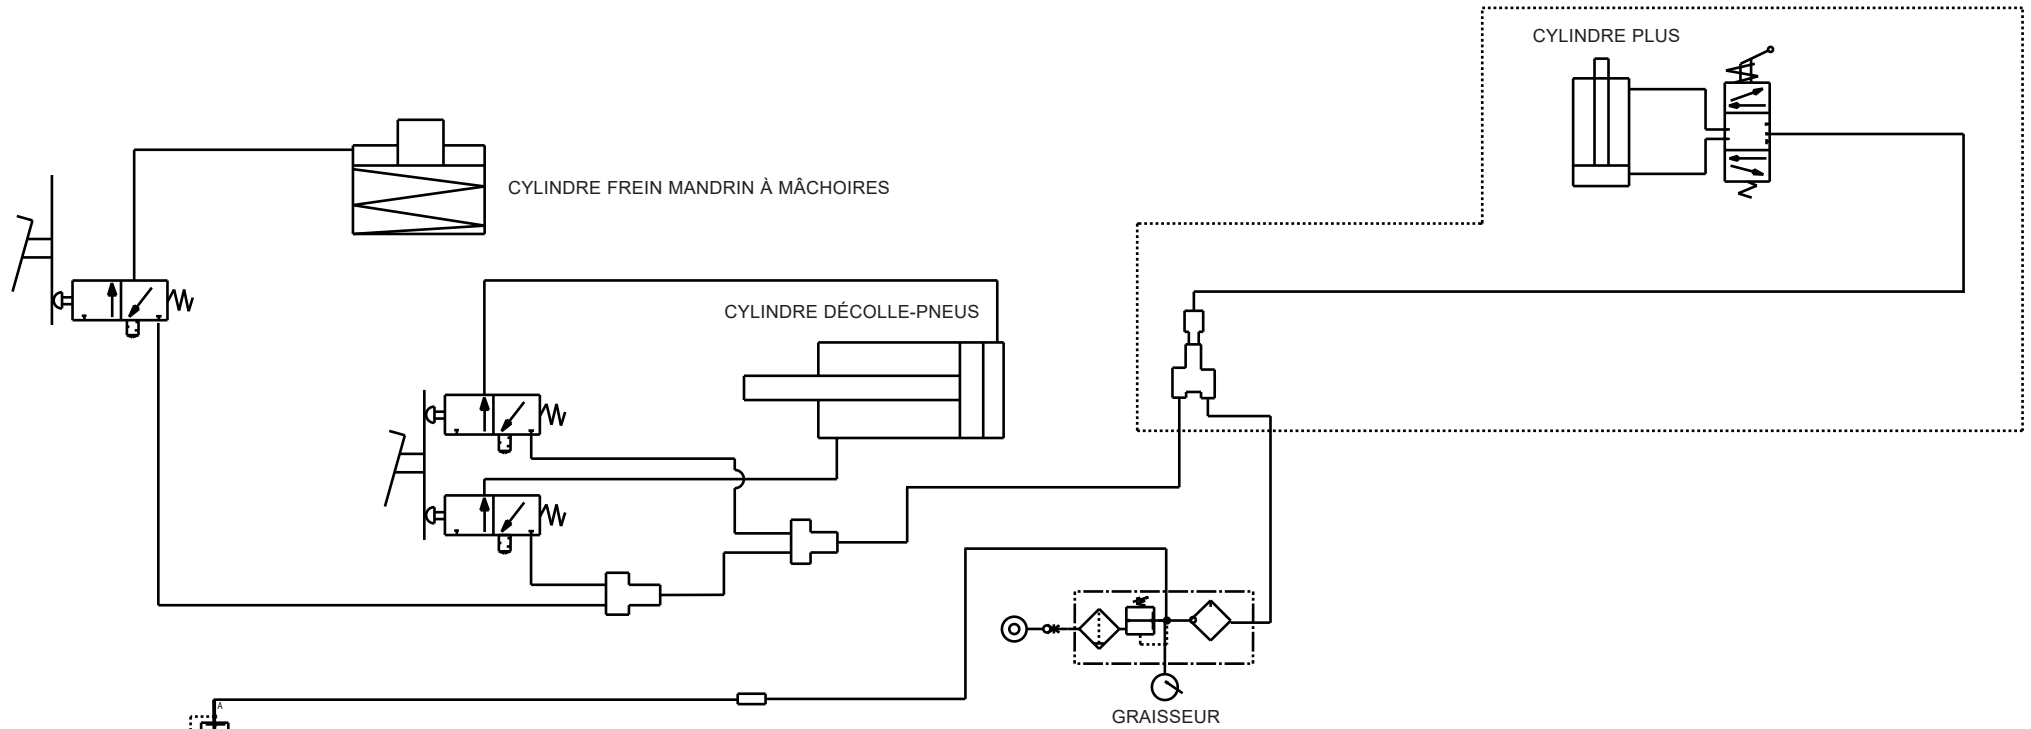 CYLINDRE PLUS
CYLINDRE FREIN MANDRIN À MÂCHOIRES
CYLINDRE DÉCOLLE-PNEUS
A
GRAISSEUR